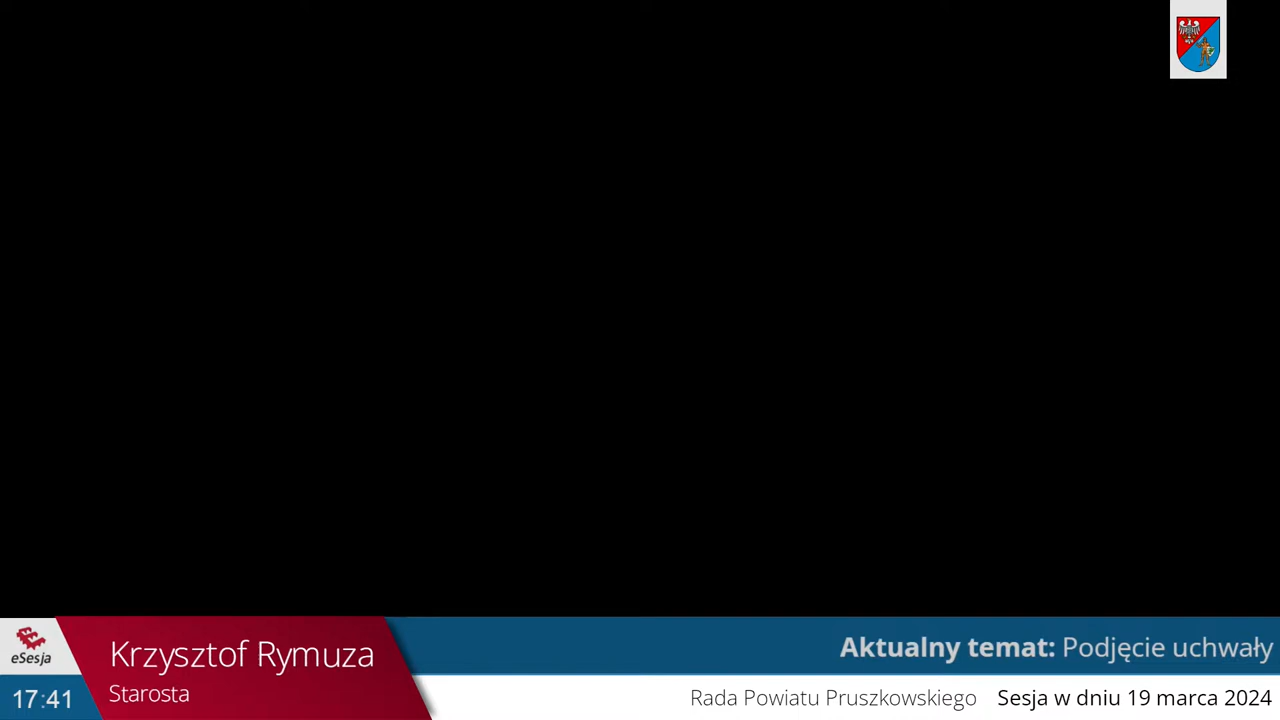 eSesja
17:41
Krzysztof Rymuza
Starosta
Aktualny temat: Podjęcie uchwały
Rada Powiatu Pruszkowskiego Sesja w dniu 19 marca 2024